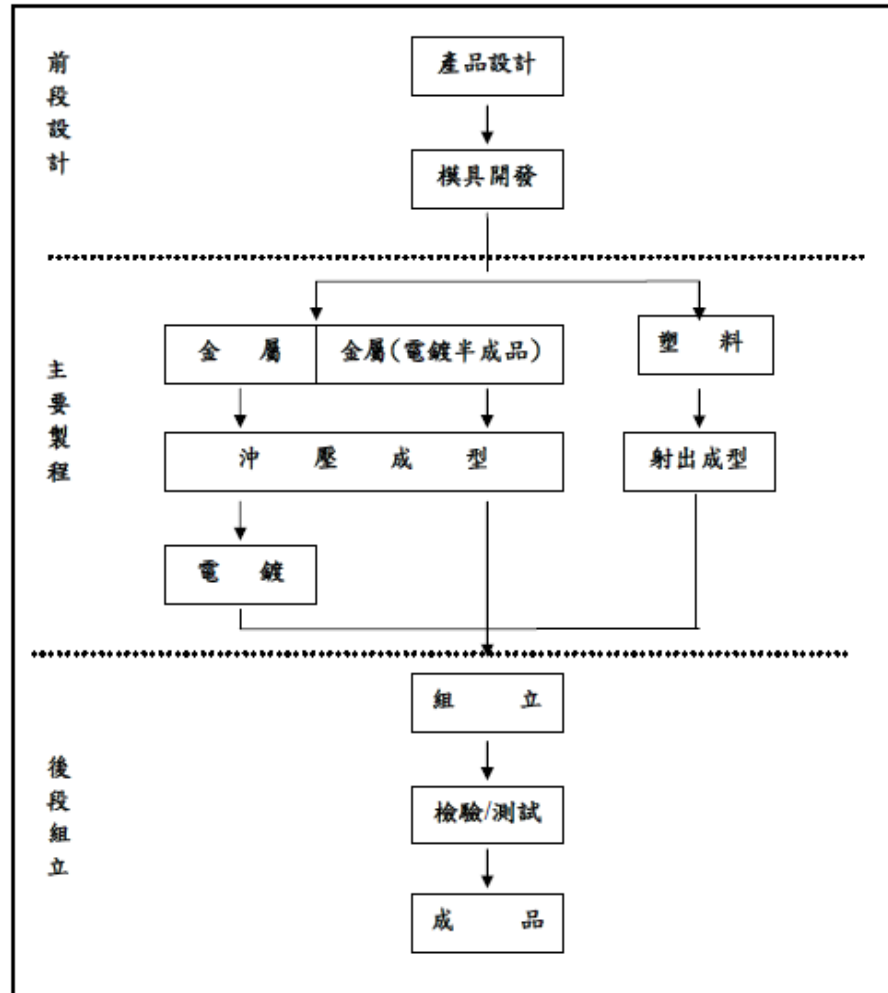 前段設計
產品設計
模具開發
主要製程
金屬
金屬(電鍍半成品)
塑料
沖壓成型
射出成型
電鍍
後段組立
組立
檢驗/測試
成品